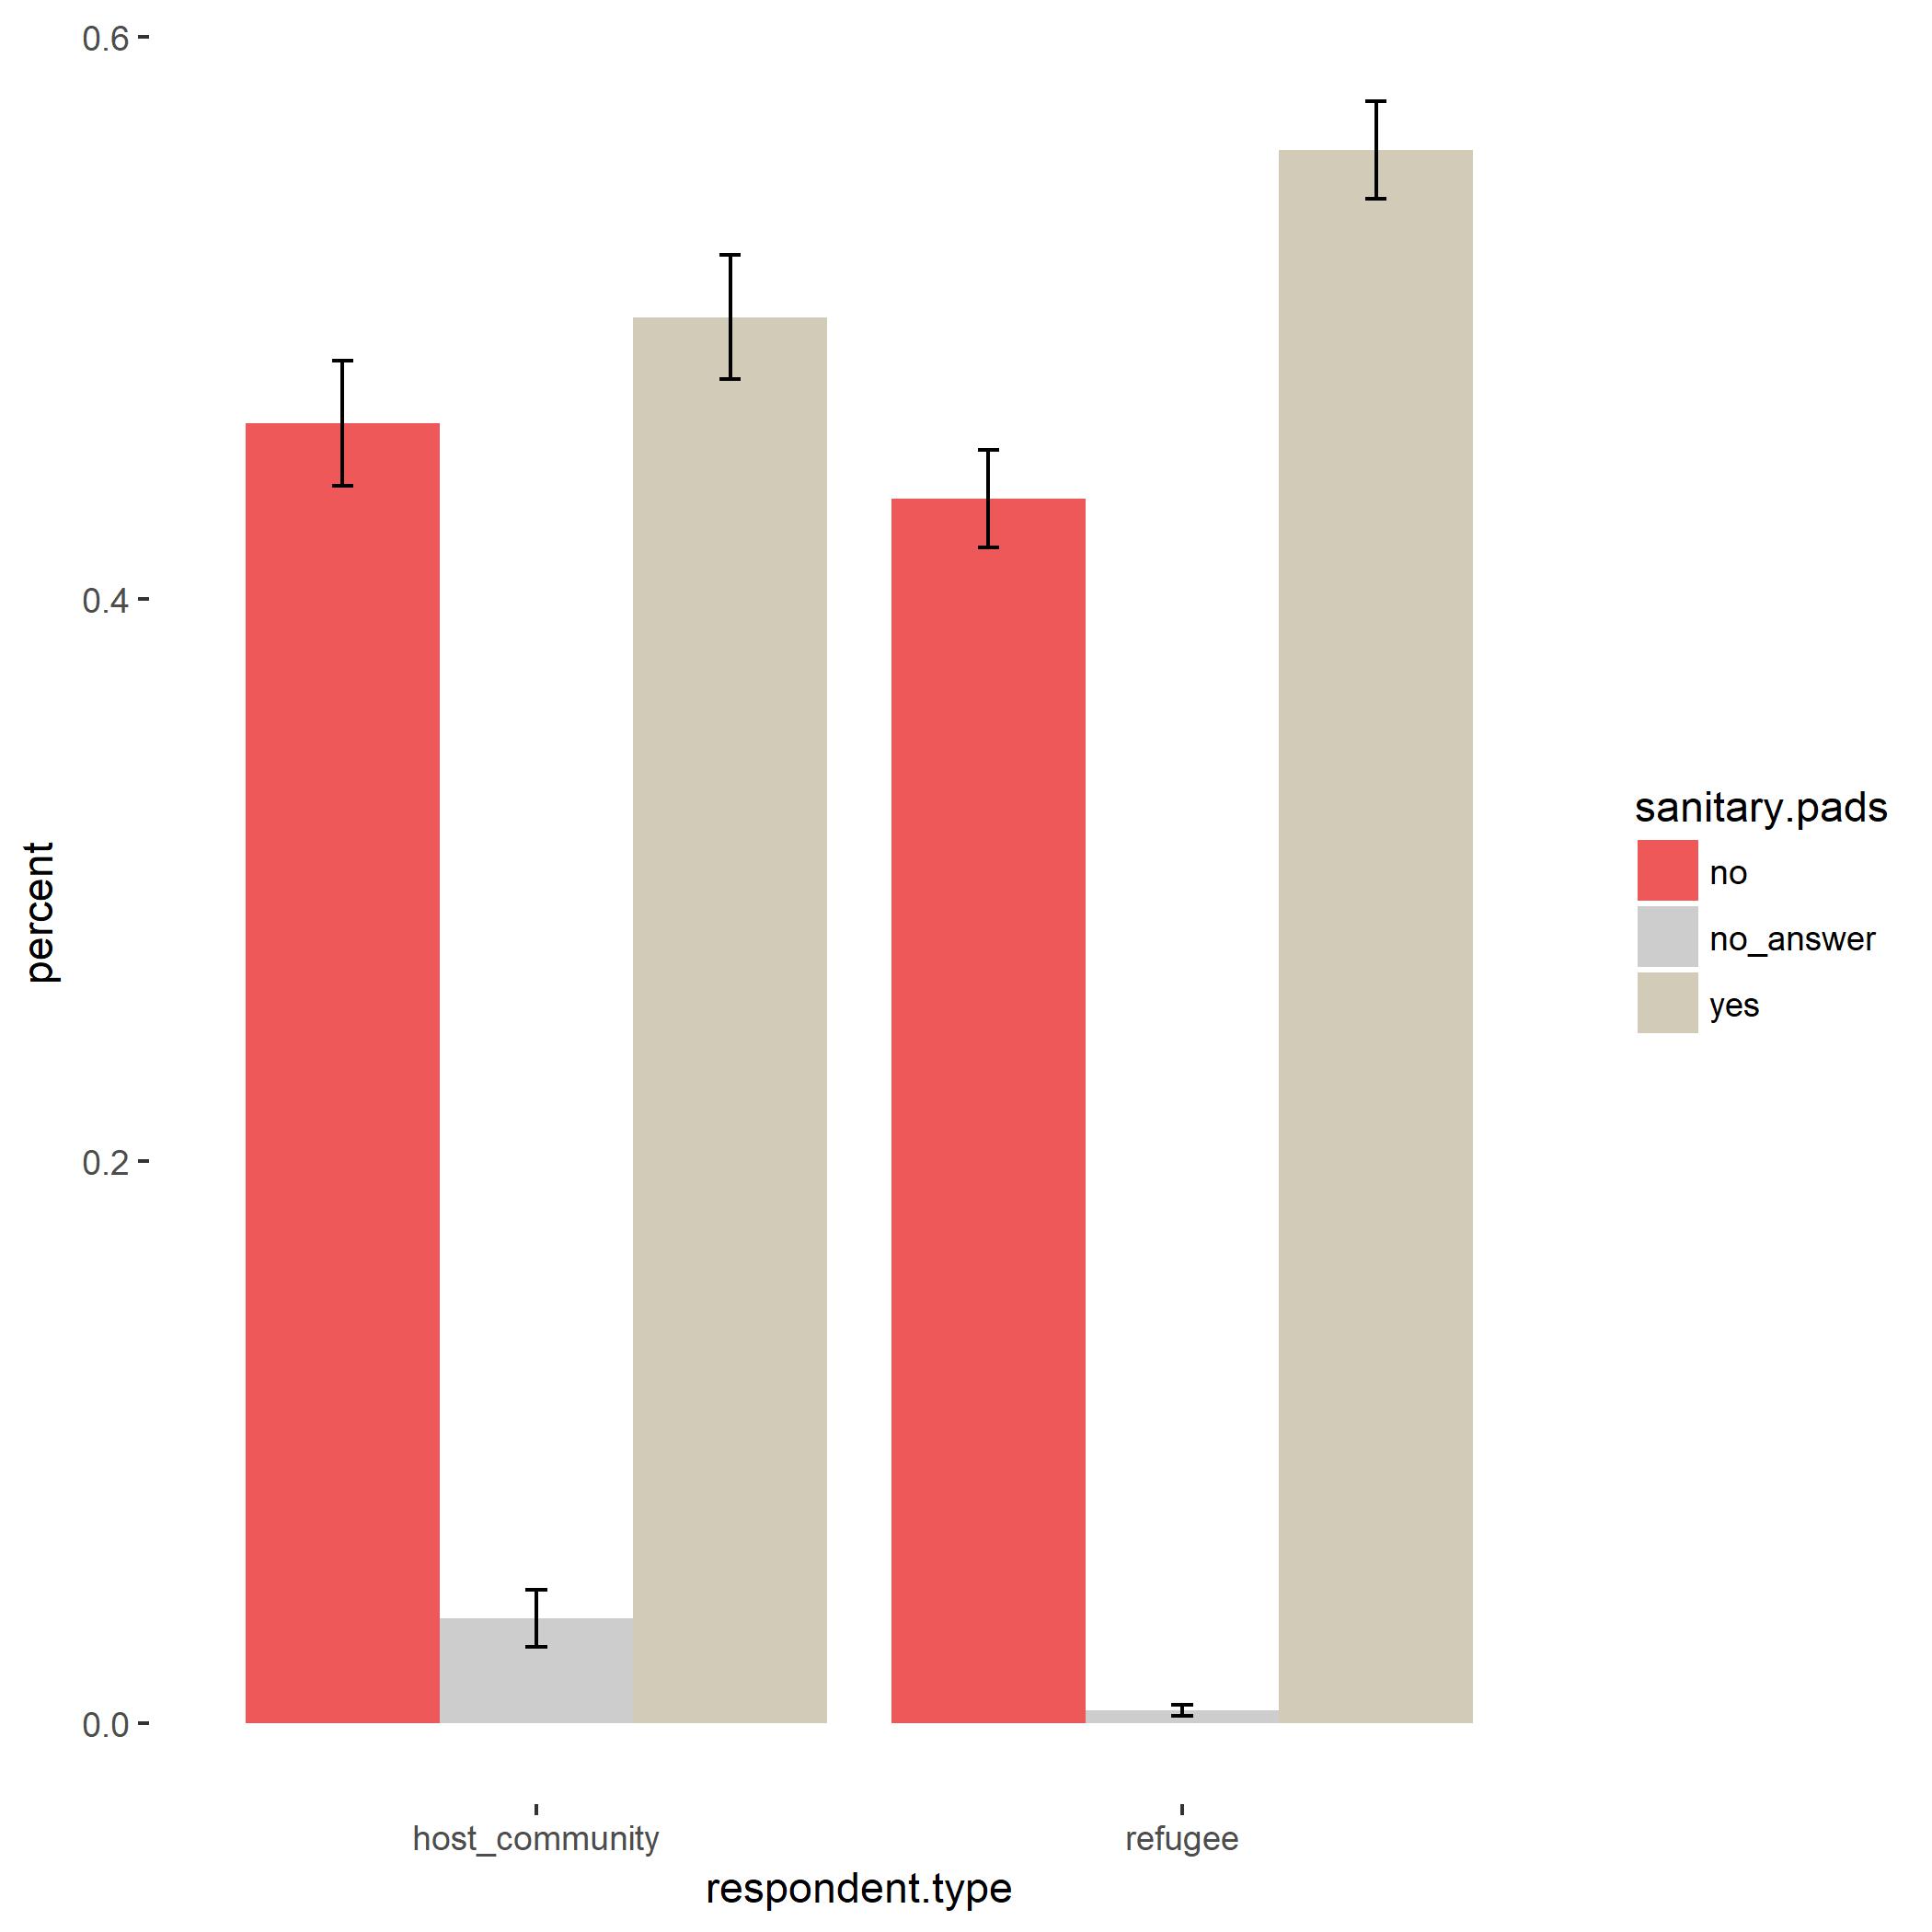 0.6
0.4
0.2
0.0
percent
host_community
refugee
respondent.type
sanitary.pads
no
no_answer
yes